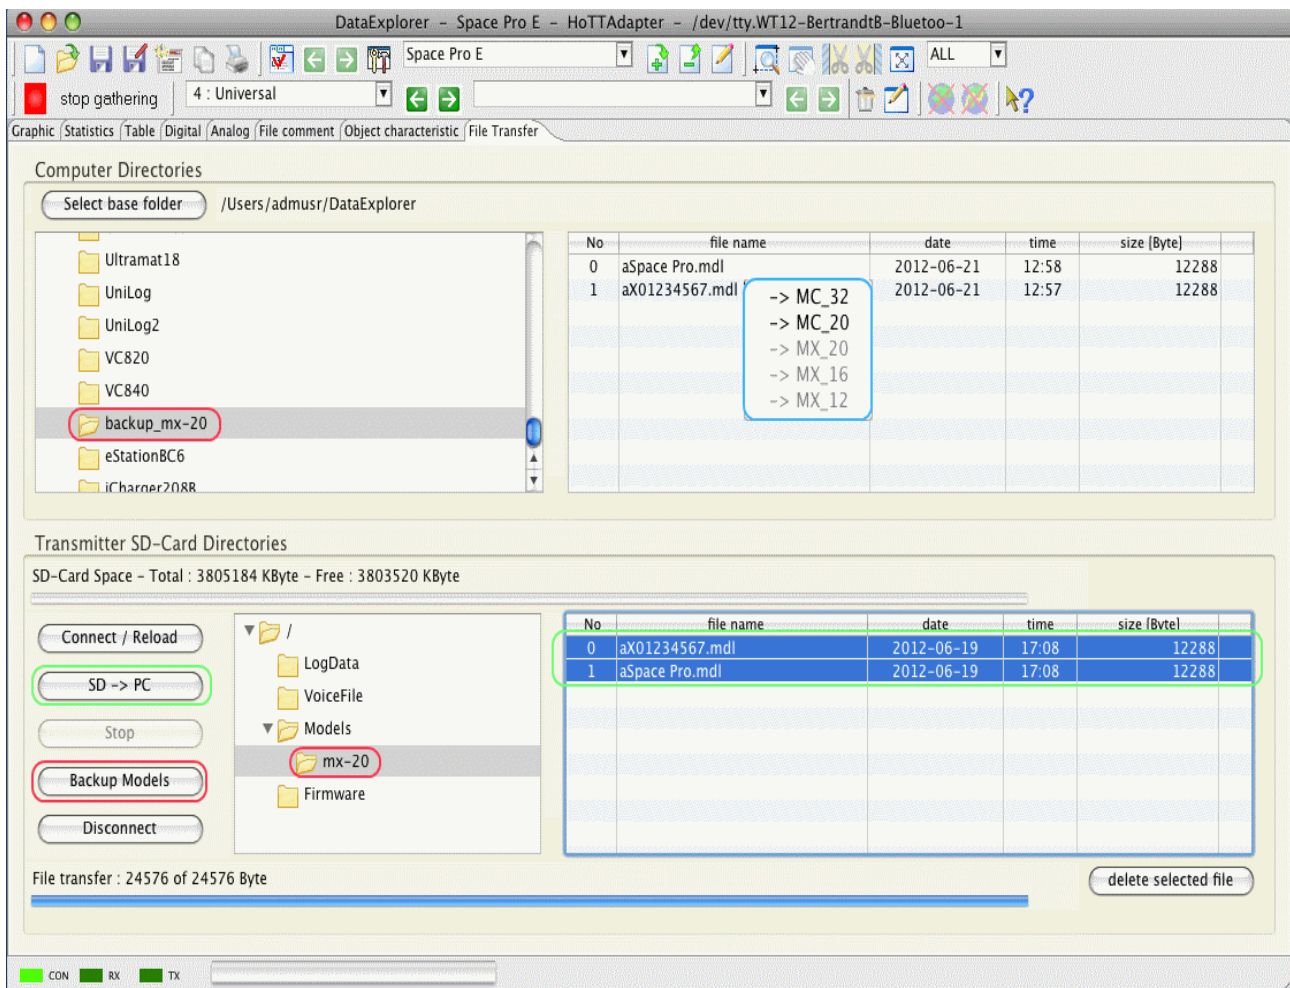 DataExplorer - Space Pro E - HoTTAdapter - /dev/tty.WT12-BertrandtB-Bluetoo-1
Space Pro E
ALL
stop gathering
4 : Universal
Graphic Statistics Table Digital Analog File comment Object characteristic File Transfer
Computer Directories
Select base folder /Users/admusr/DataExplorer
Ultramat18
UniLog
UniLog2
VC820
VC840
backup_mx-20
eStationBC6
iCharger208B
No file name date time size [Byte]
0 aSpace Pro.mdl 2012-06-21 12:58 12288
1 aX01234567.mdl 2012-06-21 12:57 12288
-> MC_32
-> MC_20
-> MX_20
-> MX_16
-> MX_12
Transmitter SD-Card Directories
SD-Card Space - Total : 3805184 KByte - Free : 3803520 KByte
Connect / Reload
SD -> PC
Stop
Backup Models
Disconnect
/
LogData
VoiceFile
Models
mx-20
Firmware
No file name date time size [Byte]
0 aX01234567.mdl 2012-06-19 17:08 12288
1 aSpace Pro.mdl 2012-06-19 17:08 12288
File transfer : 24576 of 24576 Byte
delete selected file
CON RX TX